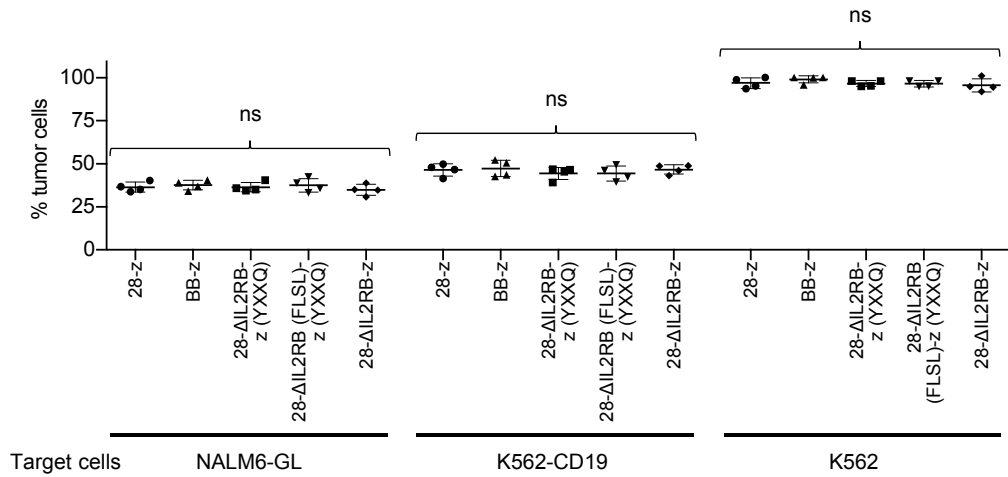 ns
ns
ns
% tumor cells
100
75
50
25
0
28-z
BB-z
28-ΔIL2RB-
z (YXXQ)
28-ΔIL2RB (FLSL)-
z (YXXQ)
28-ΔIL2RB-z
28-z
BB-z
28-ΔIL2RB-
z (YXXQ)
28-ΔIL2RB (FLSL)-
z (YXXQ)
28-ΔIL2RB-z
28-z
BB-z
28-ΔIL2RB-
z (YXXQ)
28-ΔIL2RB
(FLSL)-z (YXXQ)
28-ΔIL2RB-z
Target cells NALM6-GL K562-CD19 K562